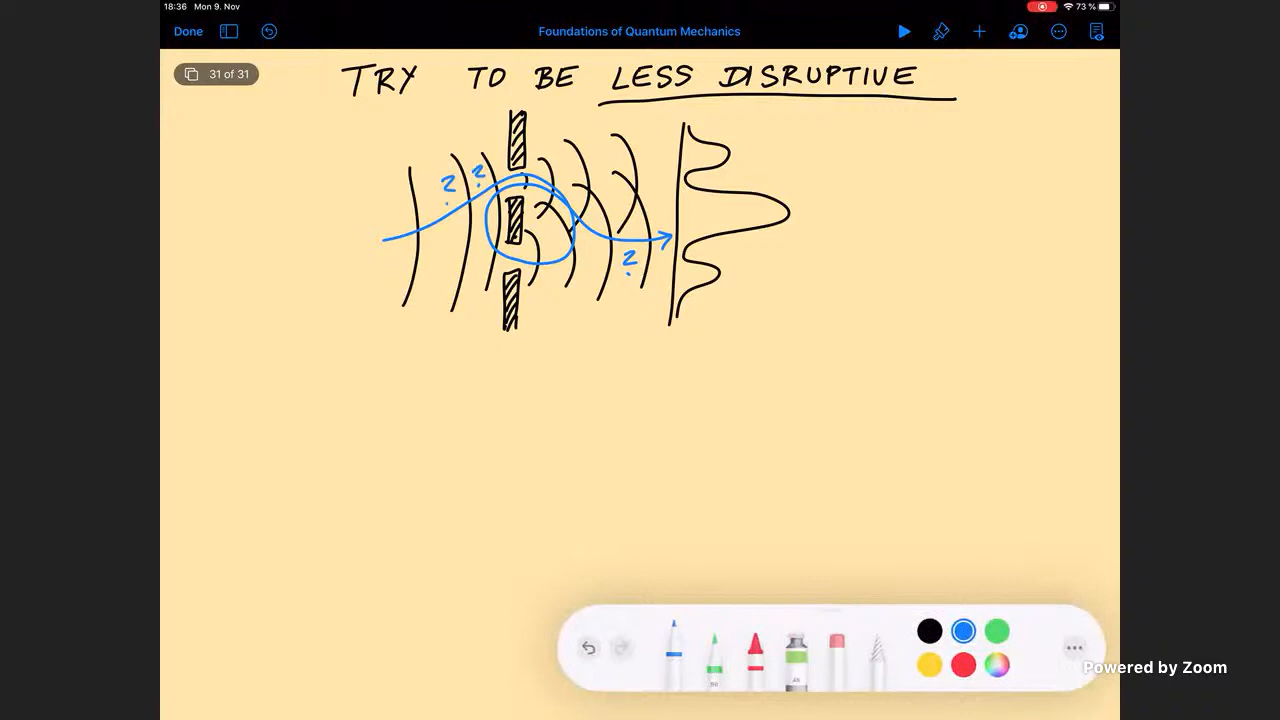 18:36 Mon 9. Nov
73 %
Done
Foundations of Quantum Mechanics
31 of 31
TRY TO BE LESS DISRUPTIVE
? ?
?
Powered by Zoom